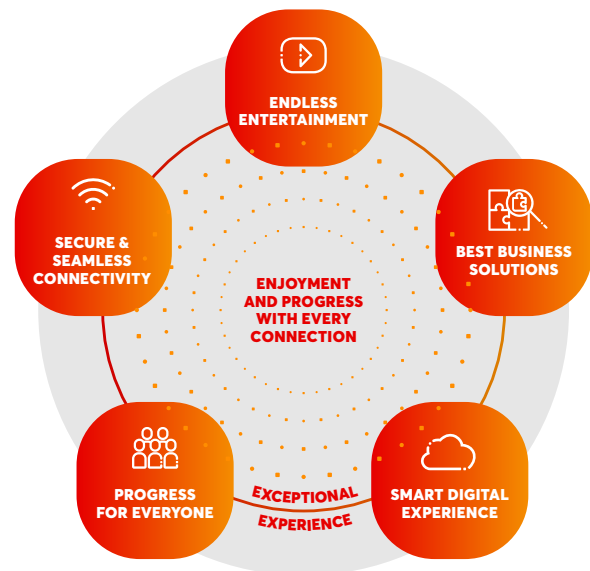 ENDLESS
ENTERTAINMENT
SECURE &
SEAMLESS
CONNECTIVITY
BEST BUSINESS
SOLUTIONS
ENJOYMENT
AND PROGRESS
WITH EVERY
CONNECTION
PROGRESS
FOR EVERYONE
EXCEPTIONAL
EXPERIENCE
SMART DIGITAL
EXPERIENCE